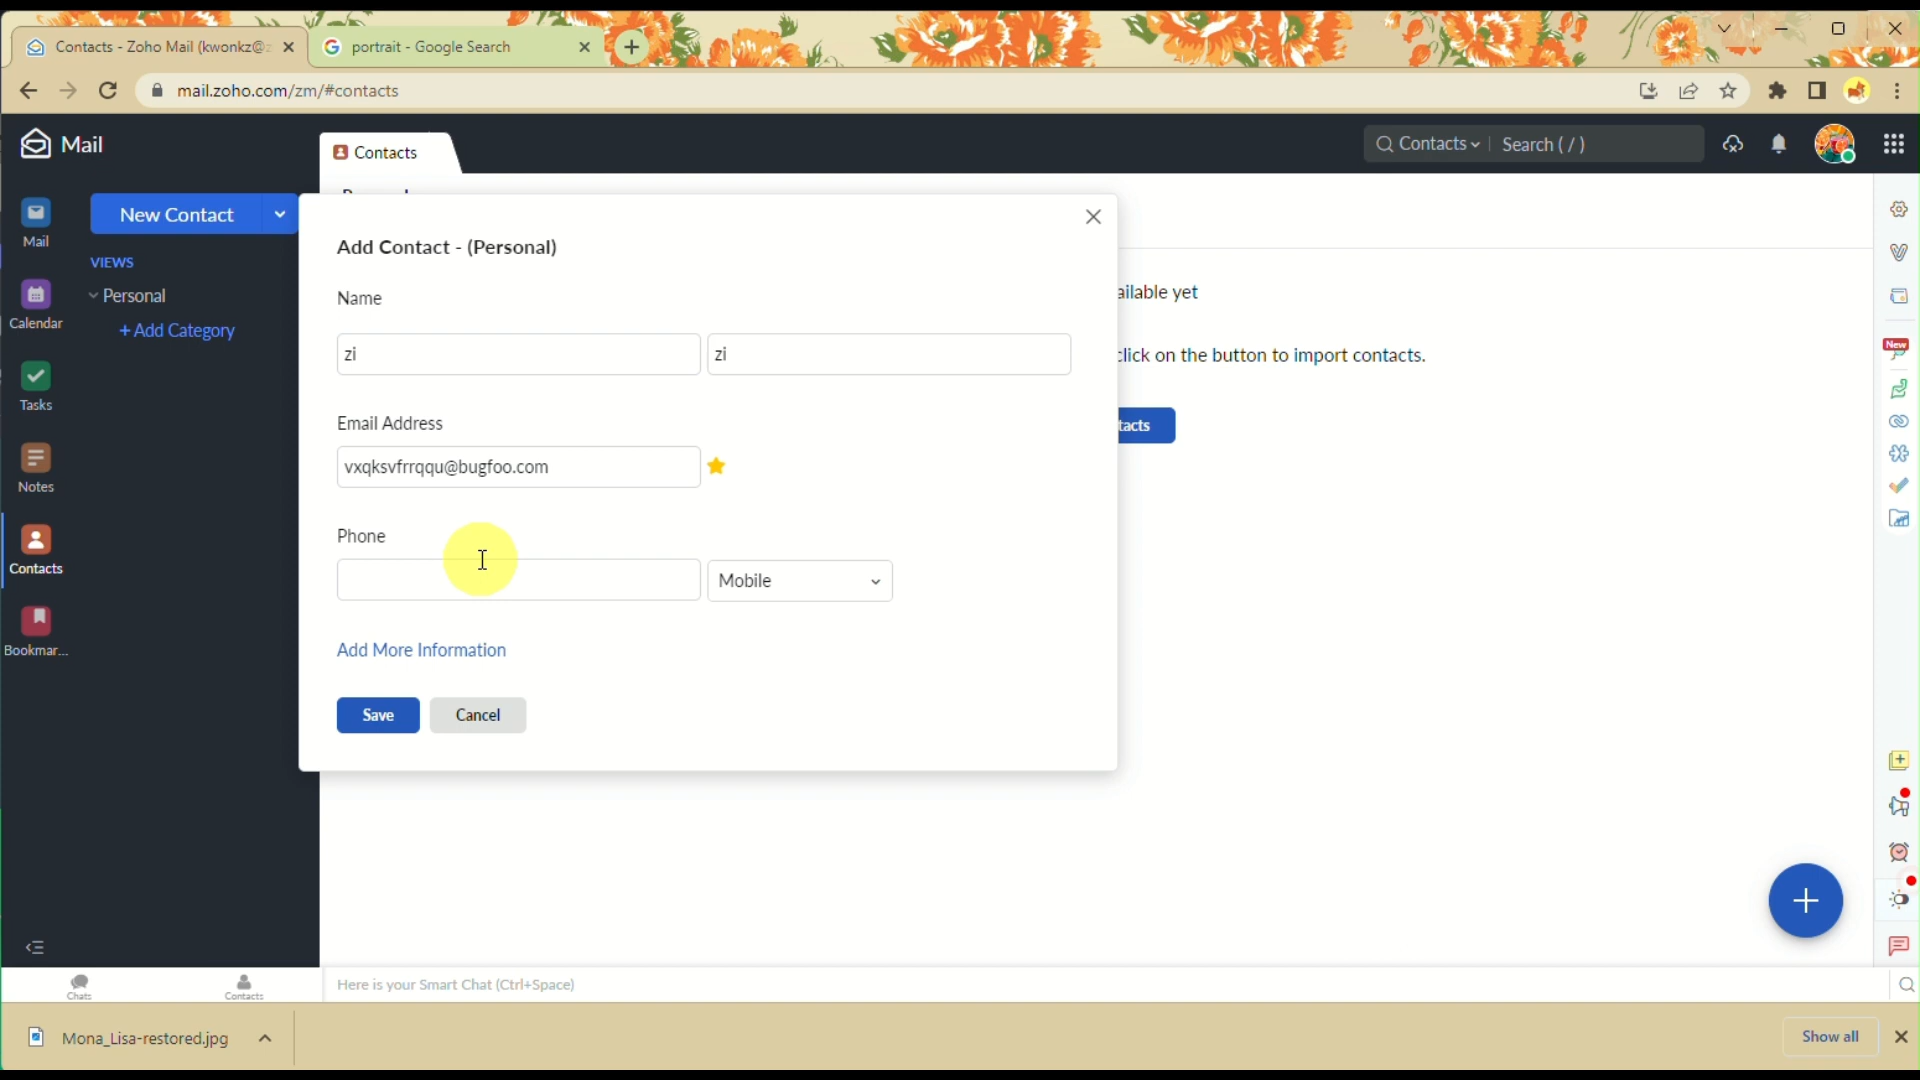 Contacts - Zoho Mail (kwonkz@z
portrait - Google Search
mail.zoho.com/zm/#contacts
Mail
Contacts
Contacts
Search ( / )
Mail
New Contact
VIEWS
Personal
+ Add Category
Calendar
Tasks
Notes
Contacts
Bookmar...
Add Contact - (Personal)
Name
zi
zi
Email Address
vxqksvfrrqqu@bugfoo.com
Phone
Mobile
Add More Information
Save
Cancel
ailable yet
click on the button to import contacts.
tacts
New
Chats
Contacts
Here is your Smart Chat (Ctrl+Space)
Mona_Lisa-restored.jpg
Show all